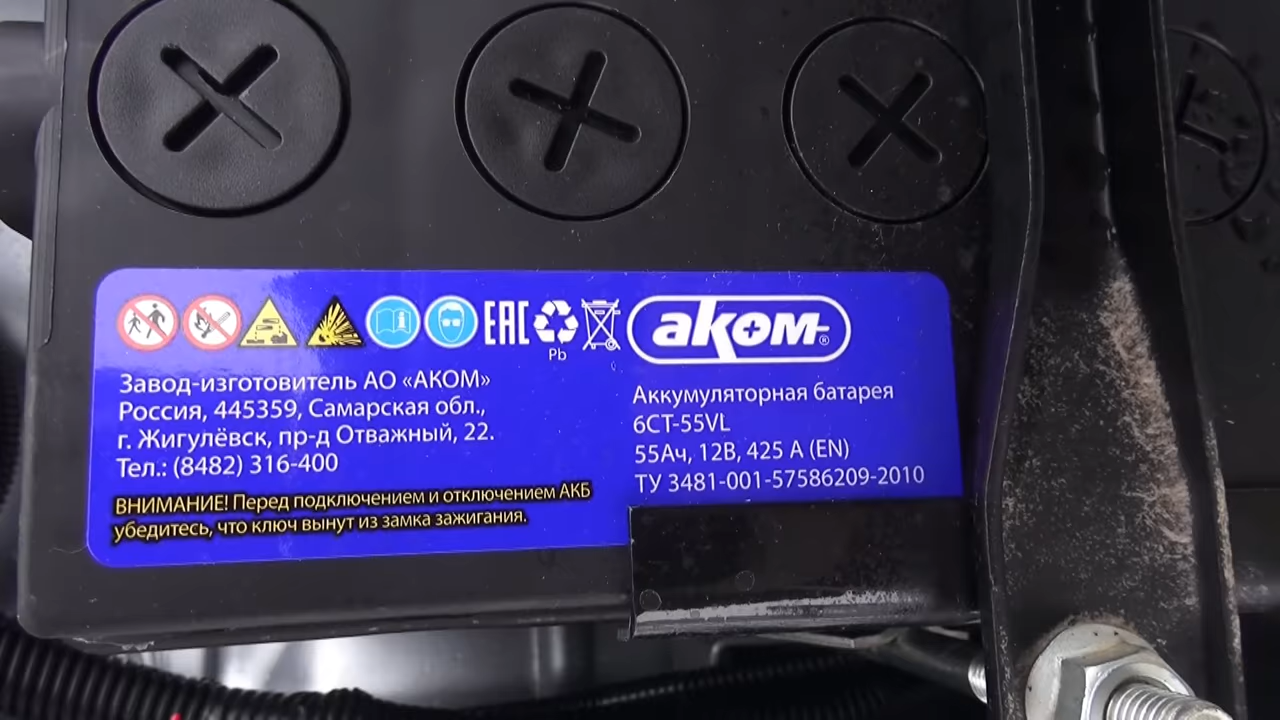 EAC
Pb
аком®
Завод-изготовитель АО «АКОМ»
Россия, 445359, Самарская обл.,
г. Жигулёвск, пр-д Отважный, 22.
Тел.: (8482) 316-400
ВНИМАНИЕ! Перед подключением и отключением АКБ
убедитесь, что ключ вынут из замка зажигания.
Аккумуляторная батарея
6СТ-55VL
55Ач, 12В, 425 А (EN)
ТУ 3481-001-57586209-2010